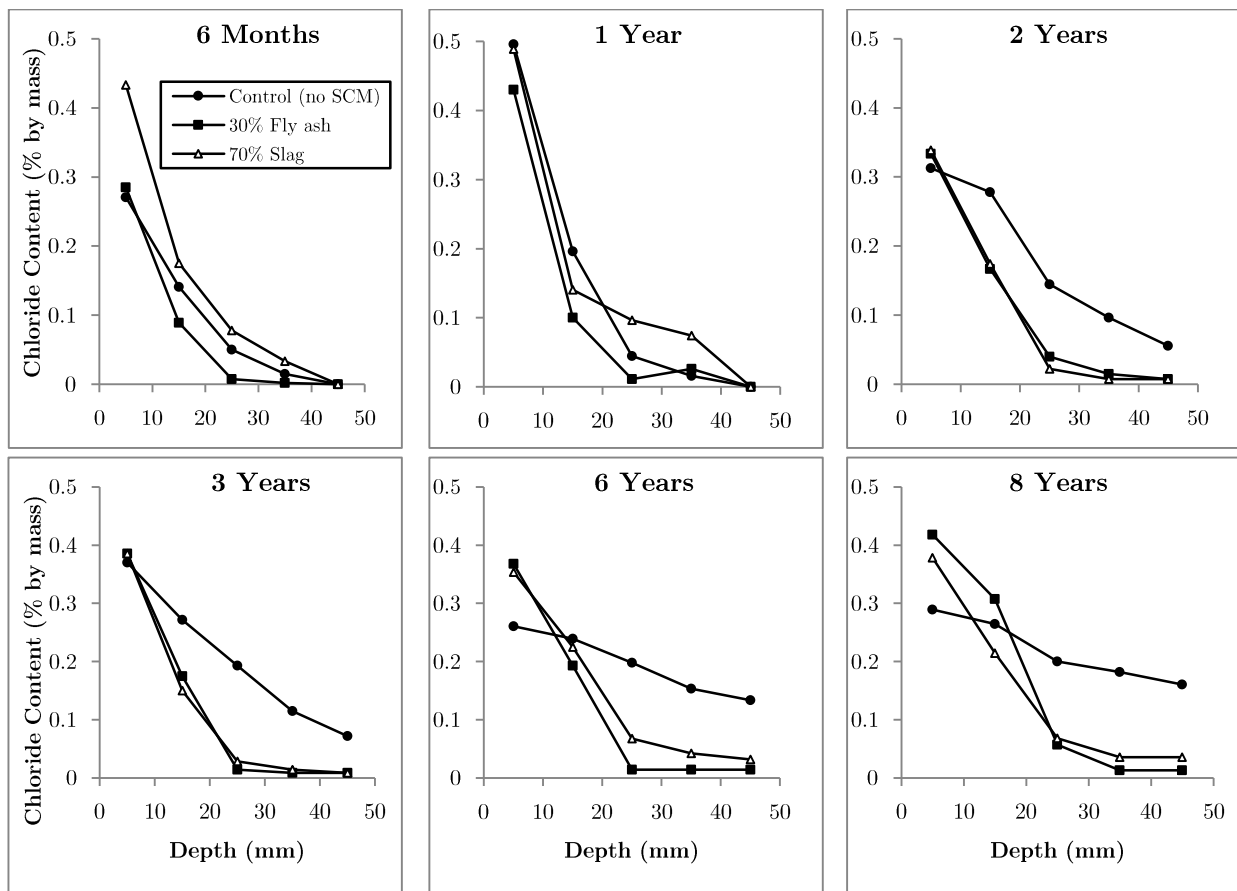 6 Months
Chloride Content (% by mass)
0.5
0.4
0.3
0.2
0.1
0
Control (no SCM)
30% Fly ash
70% Slag
0 10 20 30 40 50
1 Year
0.5
0.4
0.3
0.2
0.1
0
0 10 20 30 40 50
2 Years
0.5
0.4
0.3
0.2
0.1
0
0 10 20 30 40 50
3 Years
Chloride Content (% by mass)
0.5
0.4
0.3
0.2
0.1
0
0 10 20 30 40 50
Depth (mm)
6 Years
0.5
0.4
0.3
0.2
0.1
0
0 10 20 30 40 50
Depth (mm)
8 Years
0.5
0.4
0.3
0.2
0.1
0
0 10 20 30 40 50
Depth (mm)